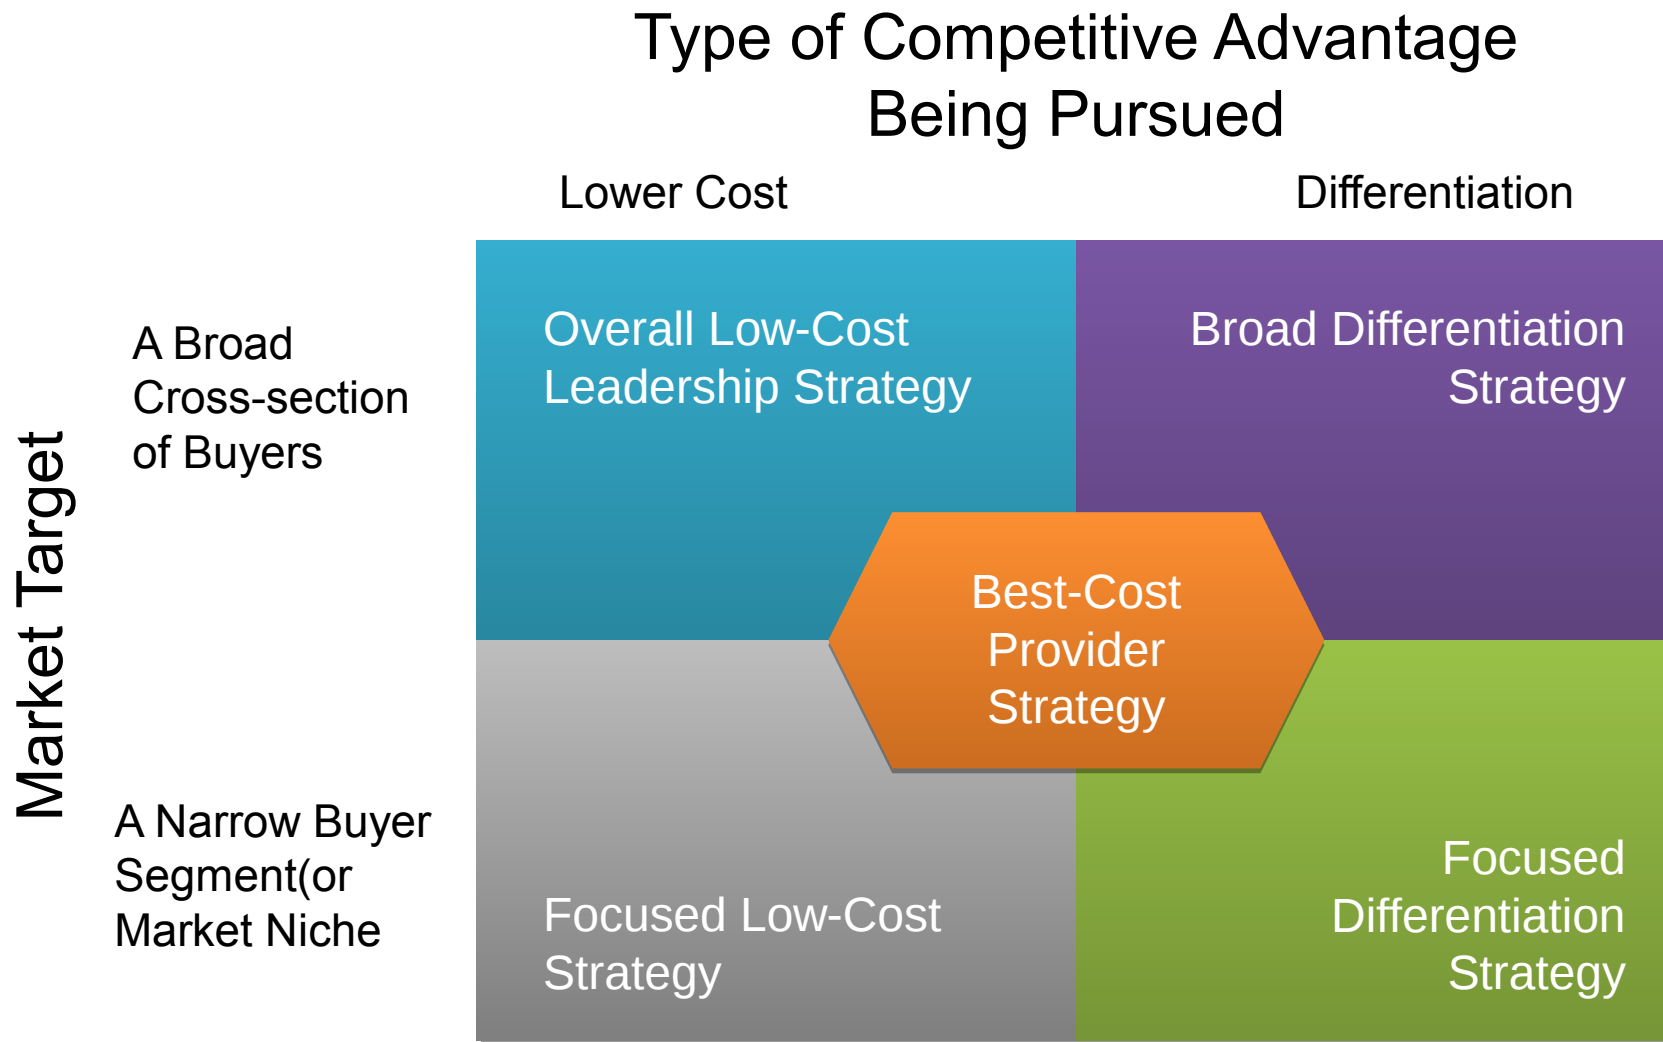 Type of Competitive Advantage
Being Pursued
Lower Cost
Differentiation
Market Target
A Broad
Cross-section
of Buyers
Overall Low-Cost
Leadership Strategy
Broad Differentiation
Strategy
Best-Cost
Provider
Strategy
A Narrow Buyer
Segment(or
Market Niche
Focused Low-Cost
Strategy
Focused
Differentiation
Strategy